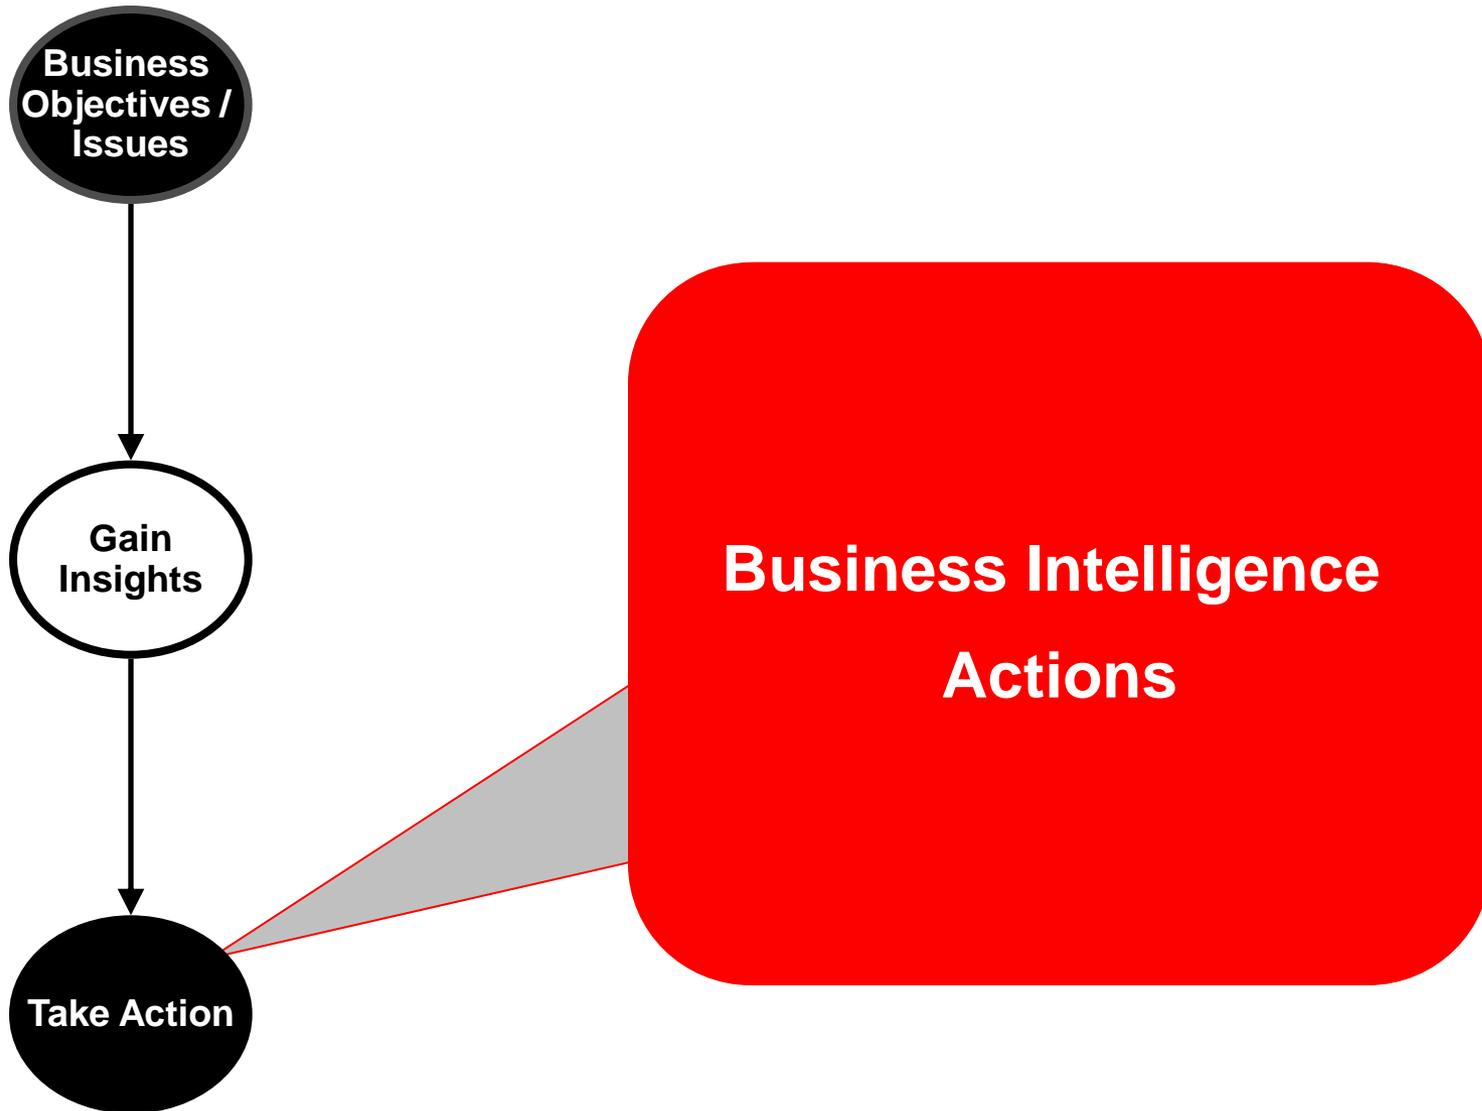 Business
Objectives /
Issues
Gain
Insights
Business Intelligence
Actions
Take Action